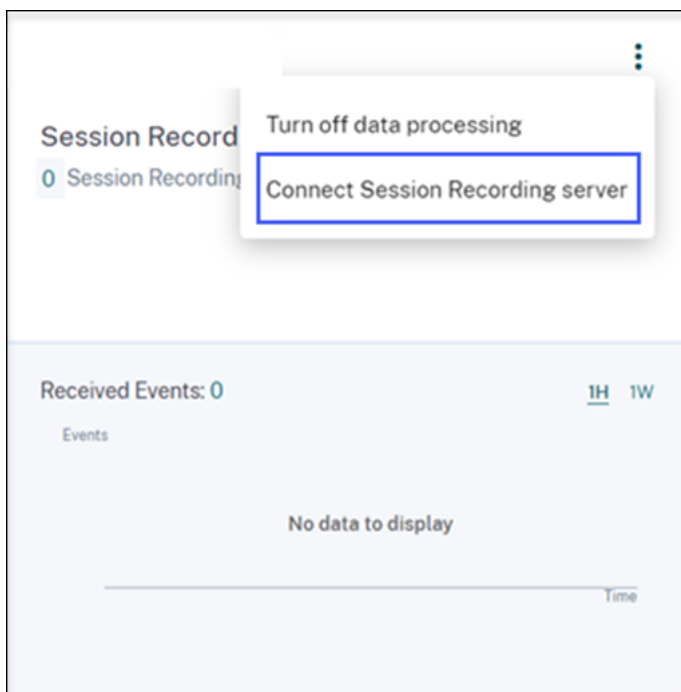 Session Record
Turn off data processing
0 Session Recording
Connect Session Recording server
Received Events: 0
1H 1W
Events
No data to display
Time